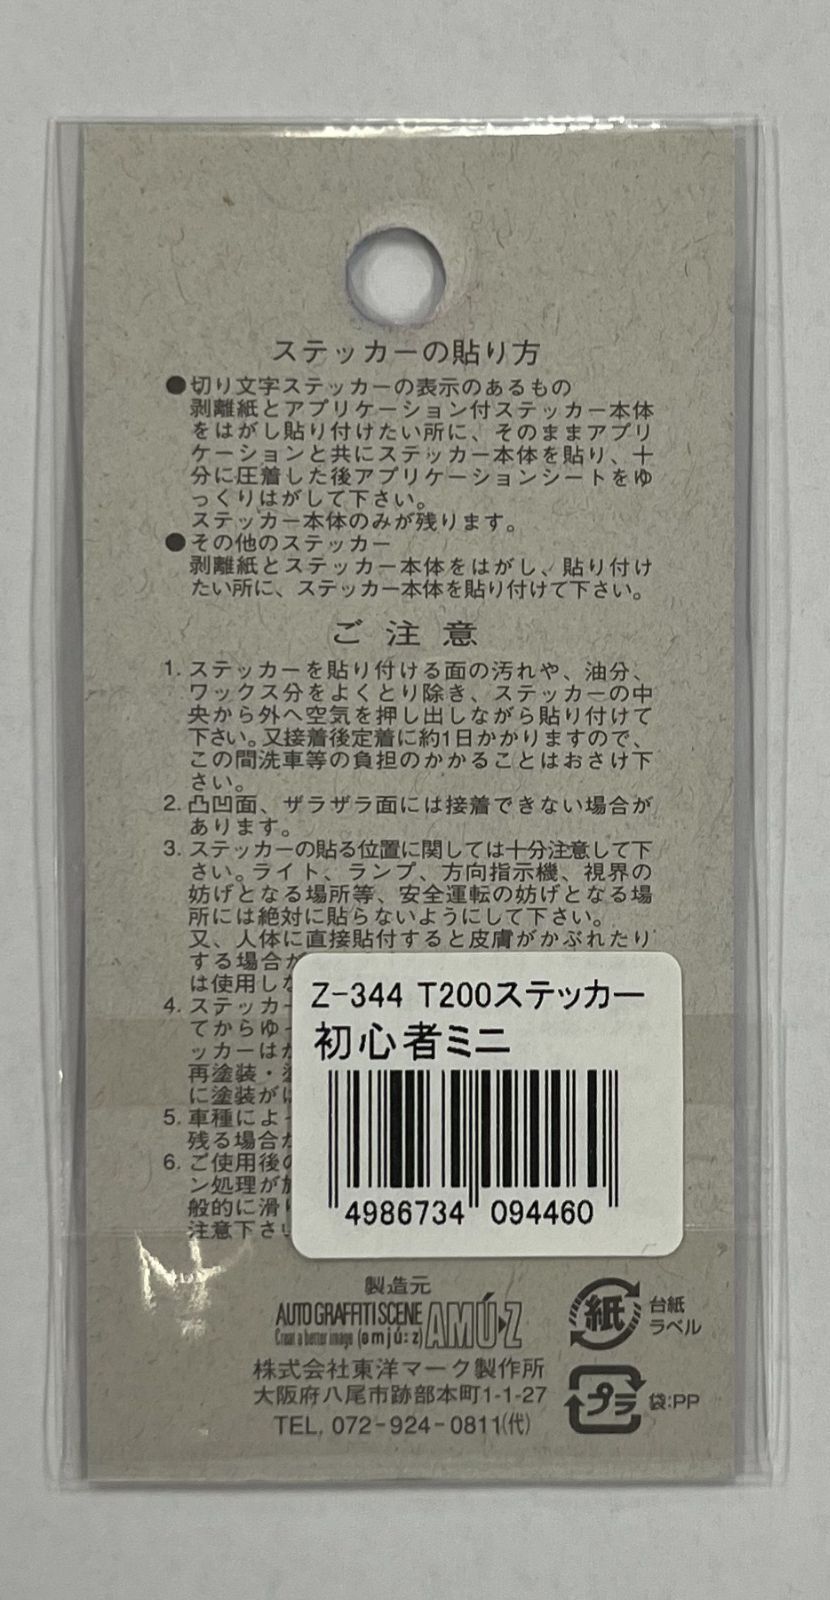 ステッカーの貼り方
●切り文字ステッカーの表示のあるもの
剥離紙とアプリケーション付ステッカー本体
をはがし貼り付けたい所に、そのままアプリ
ケーションと共にステッカー本体を貼り、十
分に圧着した後アプリケーションシートをゆ
っくりはがして下さい。
ステッカー本体のみが残ります。
●その他のステッカー
剥離紙とステッカー本体をはがし、貼り付け
たい所に、ステッカー本体を貼り付けて下さい。
ご注意
1. ステッカーを貼り付ける面の汚れや、油分、
ワックス分をよくとり除き、ステッカーの中
央から外へ空気を押し出しながら貼り付けて
下さい。又接着後定着に約1日かかりますので、
この間洗車等の負担のかかることはおさけ下
さい。
2. 凸凹面、ザラザラ面には接着できない場合が
あります。
3. ステッカーの貼る位置に関しては十分注意して下
さい。ライト、ランプ、方向指示機、視界の
妨げとなる場所等、安全運転の妨げとなる場
所には絶対に貼らないようにして下さい。
又、人体に直接貼付すると皮膚がかぶれたり
する場合が
は使用しな
4. ステッカー
てからゆっ
ッカーはが
再塗装・
に塗装がは
5. 車種によっ
残る場合が
6. ご使用後の
ン処理が
般的に滑り
注意下さい
Z-344 T200ステッカー
初心者ミニ
4986734 094460
製造元
AUTO GRAFFITI SCENE
Creat a better image (amjú:z) AMÚ-Z
株式会社東洋マーク製作所
大阪府八尾市跡部本町1-1-27
TEL. 072-924-0811(代)
紙 台紙
ラベル
プラ 袋:PP